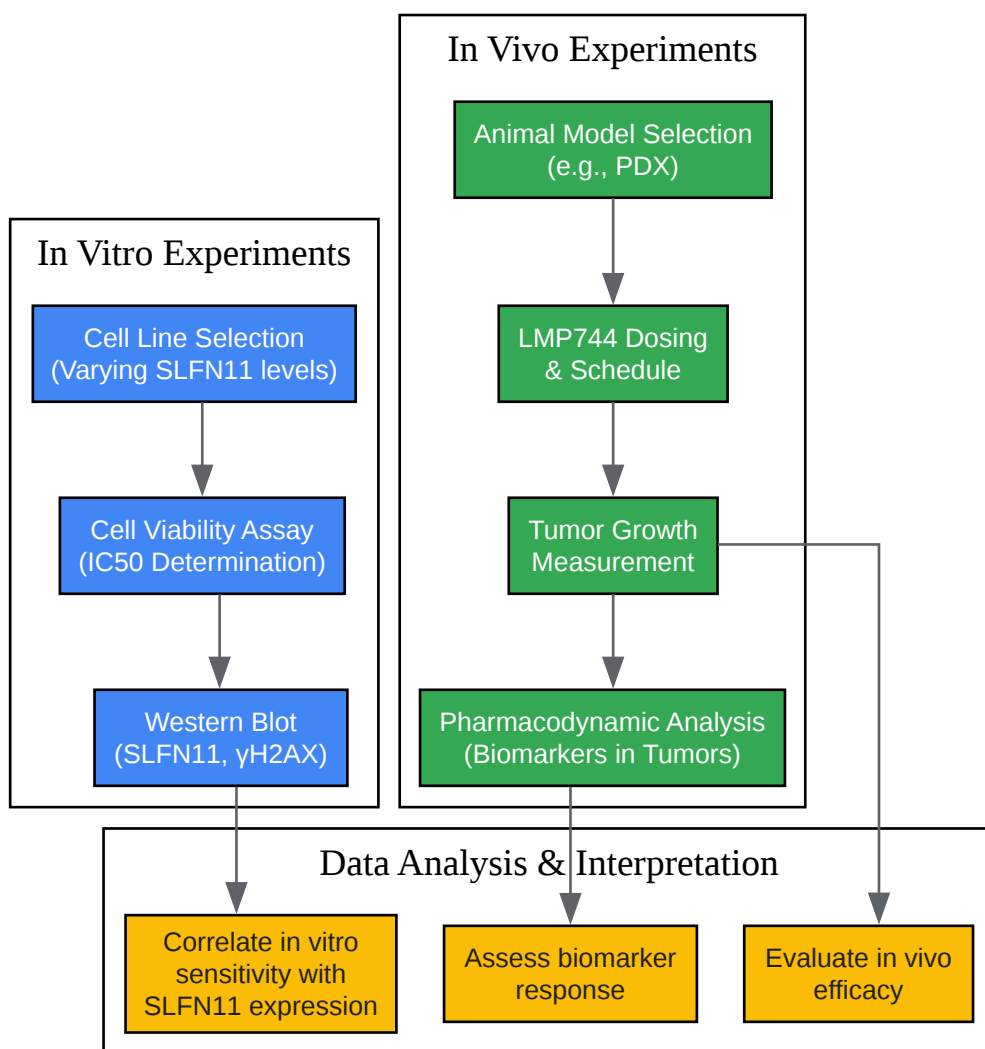 In Vivo Experiments
Animal Model Selection
(e.g., PDX)
LMP744 Dosing
& Schedule
Tumor Growth
Measurement
Pharmacodynamic Analysis
(Biomarkers in Tumors)
In Vitro Experiments
Cell Line Selection
(Varying SLFN11 levels)
Cell Viability Assay
(IC50 Determination)
Western Blot
(SLFN11, γH2AX)
Data Analysis & Interpretation
Correlate in vitro
sensitivity with
SLFN11 expression
Assess biomarker
response
Evaluate in vivo
efficacy